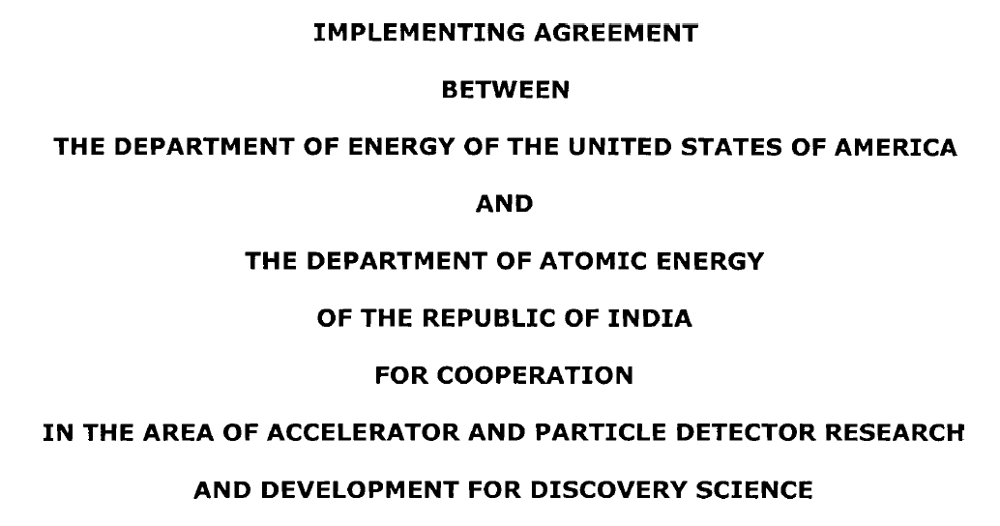 IMPLEMENTING AGREEMENT
BETWEEN
THE DEPARTMENT OF ENERGY OF THE UNITED STATES OF AMERICA
AND
THE DEPARTMENT OF ATOMIC ENERGY
OF THE REPUBLIC OF INDIA
FOR COOPERATION
IN THE AREA OF ACCELERATOR AND PARTICLE DETECTOR RESEARCH
AND DEVELOPMENT FOR DISCOVERY SCIENCE